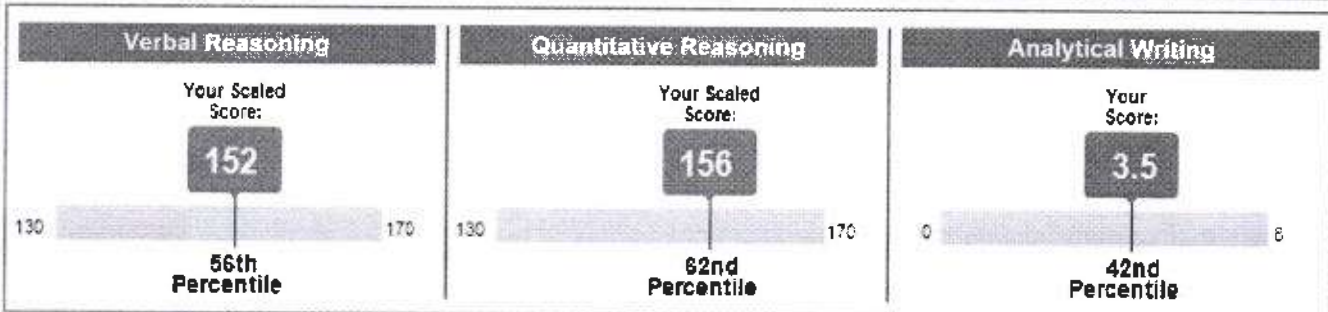 Verbal Reasoning
Your Scaled
Score:
152
130
170
56th
Percentile
Quantitative Reasoning
Your Scaled
Score:
156
130
170
62nd
Percentile
Analytical Writing
Your
Score:
3.5
0
6
42nd
Percentile